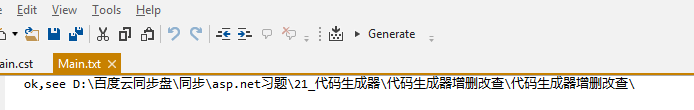 Edit View Tools Window Help
Generate
ain.cst Main.txt
ok,see D:\百度云同步盘\同步\asp.net习题\21_代码生成器\代码生成器增删改查\代码生成器增删改查\